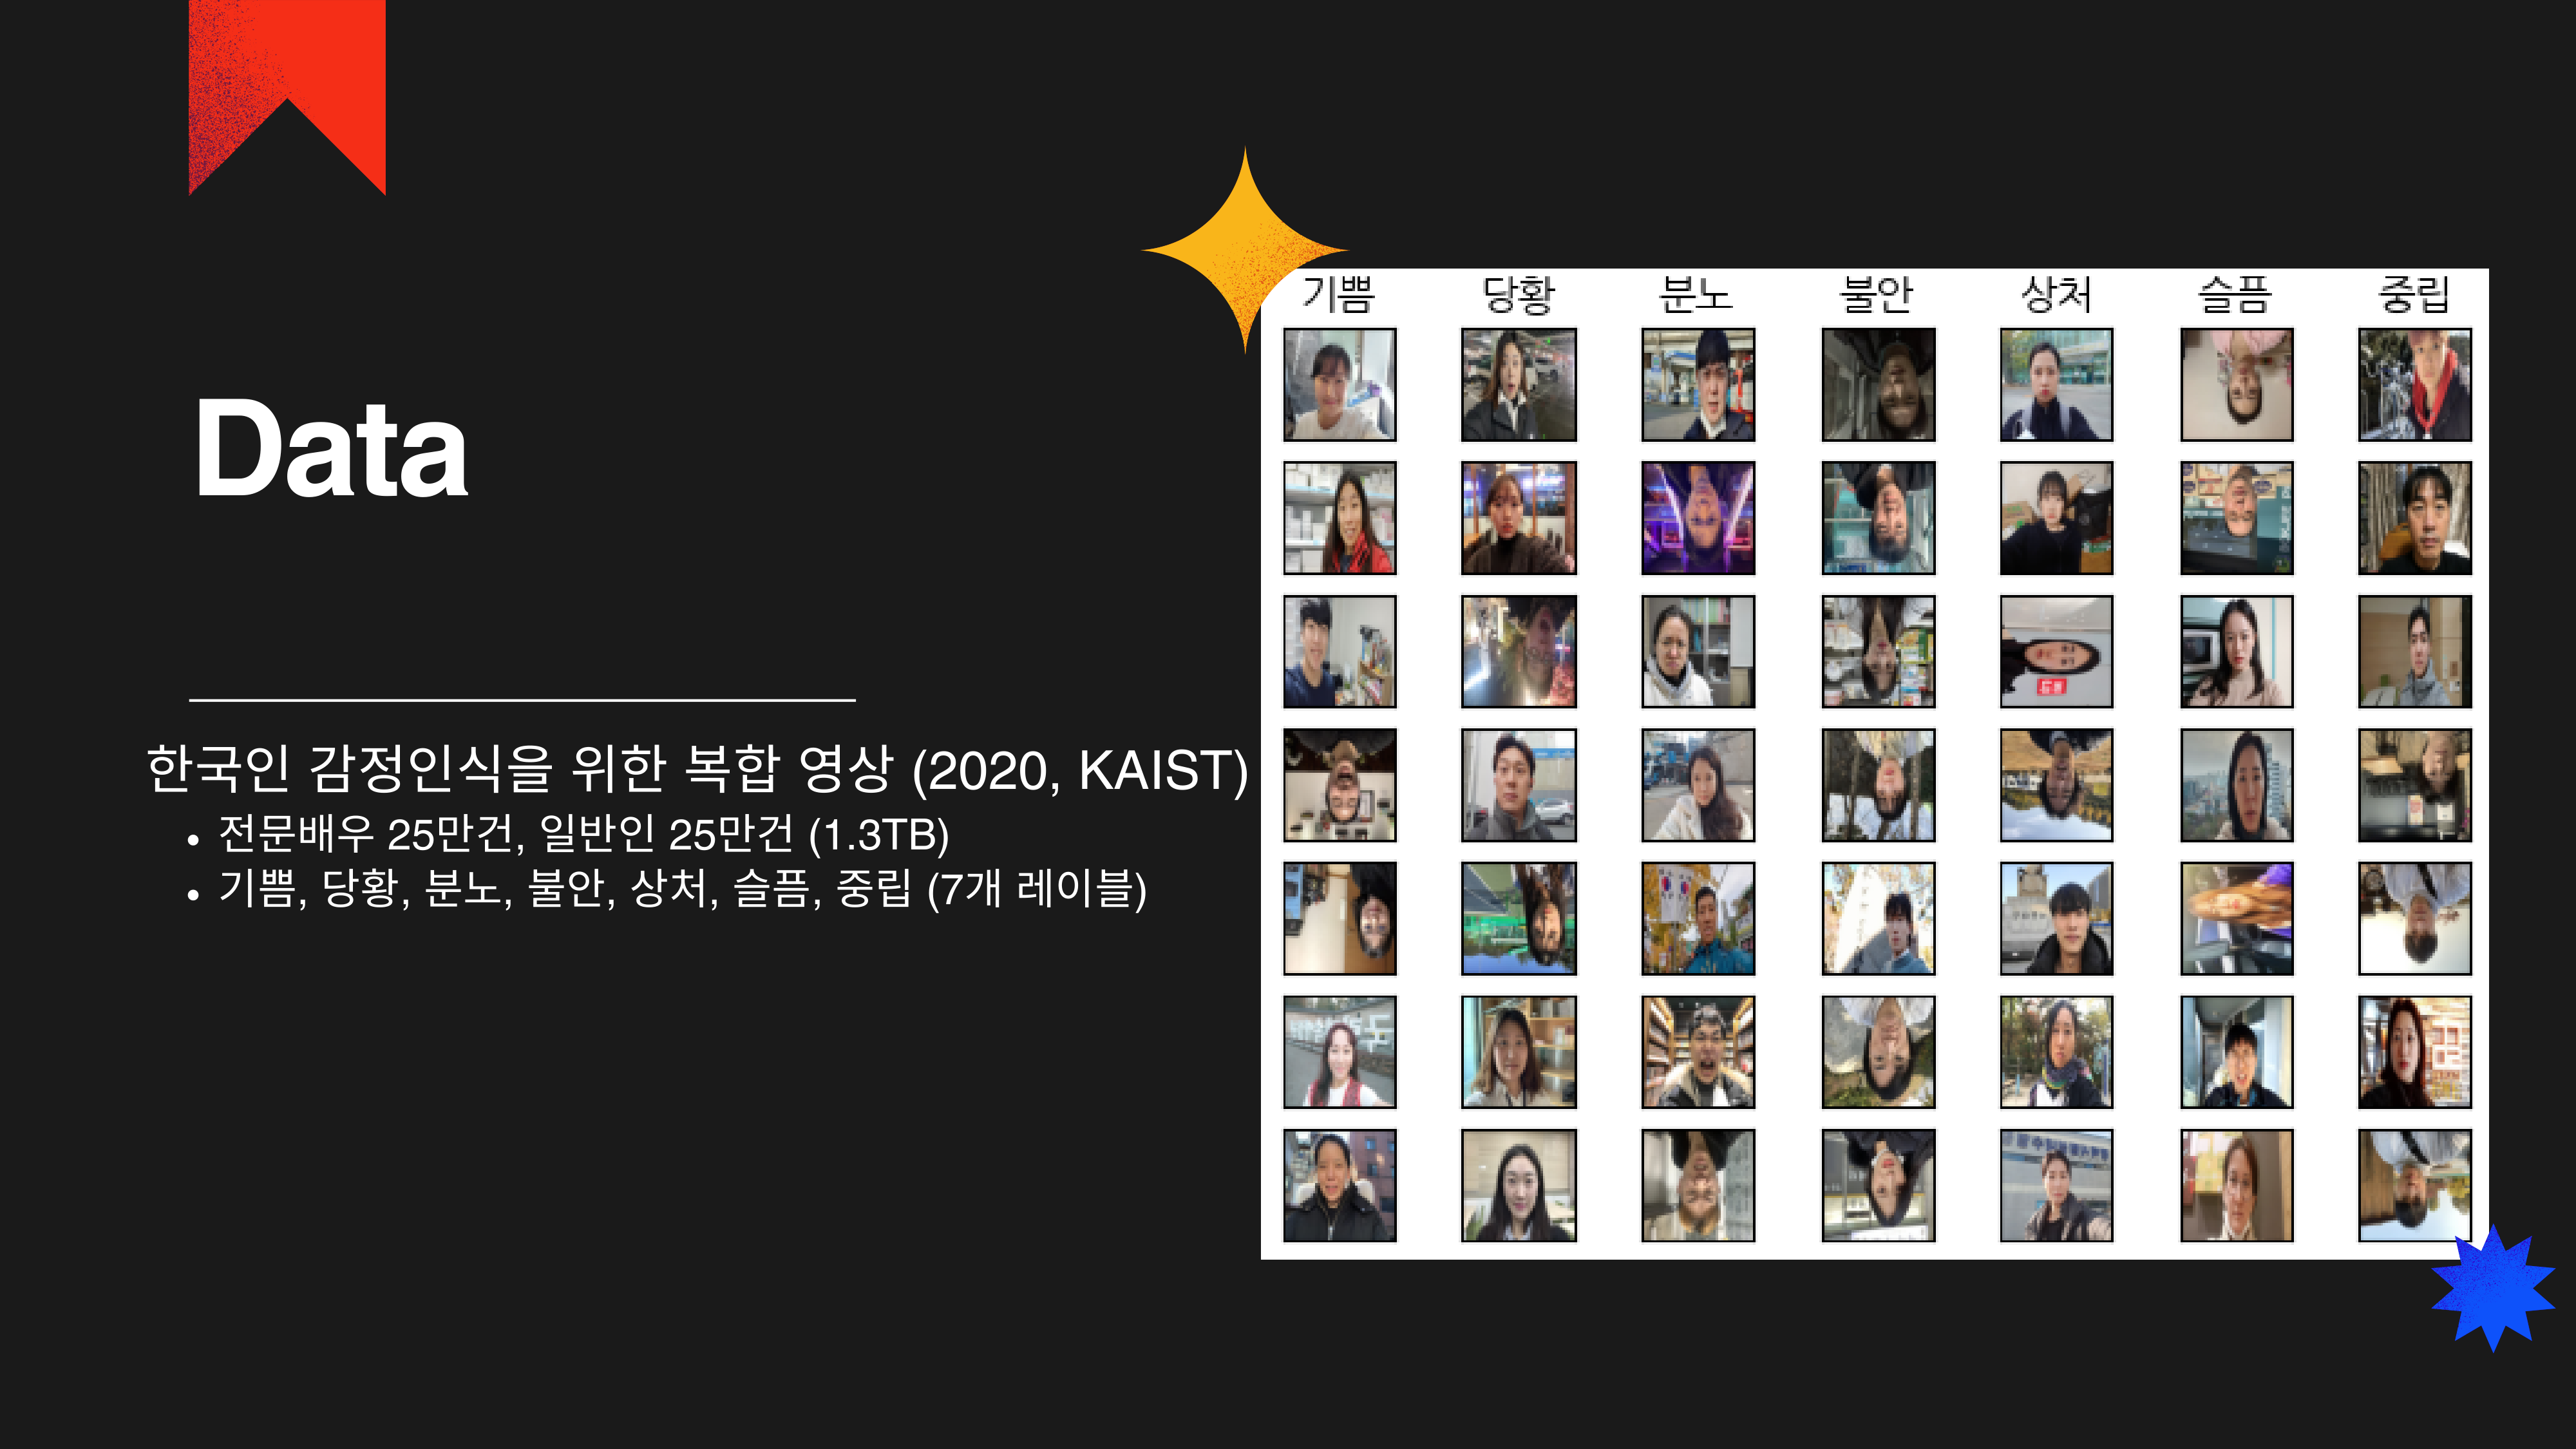 Data
한국인 감정인식을 위한 복합 영상 (2020, KAIST)
• 전문배우 25만건, 일반인 25만건 (1.3TB)
• 기쁨, 당황, 분노, 불안, 상처, 슬픔, 중립 (7개 레이블)
기쁨 당황 분노 불안 상처 슬픔 중립